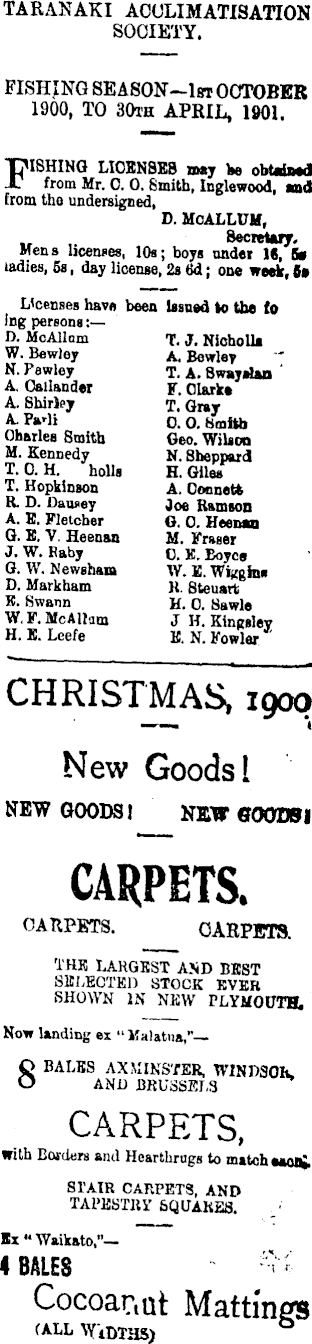 TARANAKI ACCLIMATISATION
SOCIETY.
FISHING SEASON—1ST OCTOBER
1900, TO 30TH APRIL, 1901.
FISHING LICENSES may be obtained
from Mr. C. O. Smith, Inglewood, and
from the undersigned,
D. McALLUM,
Secretary.
Mens licenses, 10s; boys under 16, 5s
ladies, 5s, day license, 2s 6d; one week, 5s
Licenses have been issued to the fo
ing persons:—
D. McAllum
W. Bewley
N. Pewley
A. Callander
A. Shirley
A. Parli
Charles Smith
M. Kennedy
T. C. H. holls
T. Hopkinson
R. D. Dausey
A. E. Fletcher
G. E. V. Heenan
J. W. Raby
G. W. Newsham
D. Markham
E. Swann
W. F. McAllum
H. E. Leefe
T. J. Nicholls
A. Bewley
T. A. Swayslan
F. Clarke
T. Gray
C. O. Smith
Geo. Wilson
N. Sheppard
H. Giles
A. Connett
Joe Ramson
G. C. Heenan
M. Fraser
C. E. Boyce
W. E. Wiggins
R. Steuart
H. C. Sawle
J H. Kingsley
E. N. Fowler
CHRISTMAS, 1900
New Goods!
NEW GOODS! NEW GOODS!
CARPETS.
CARPETS. CARPETS.
THE LARGEST AND BEST
SELECTED STOCK EVER
SHOWN IN NEW PLYMOUTH.
Now landing ex "Malatua,"—
8 BALES AXMINSTER, WINDSOR,
AND BRUSSELS
CARPETS,
with Borders and Hearthrugs to match each.
STAIR CARPETS, AND
TAPESTRY SQUARES.
Ex "Waikato,"—
4 BALES
Cocoanut Mattings
(ALL WIDTHS)